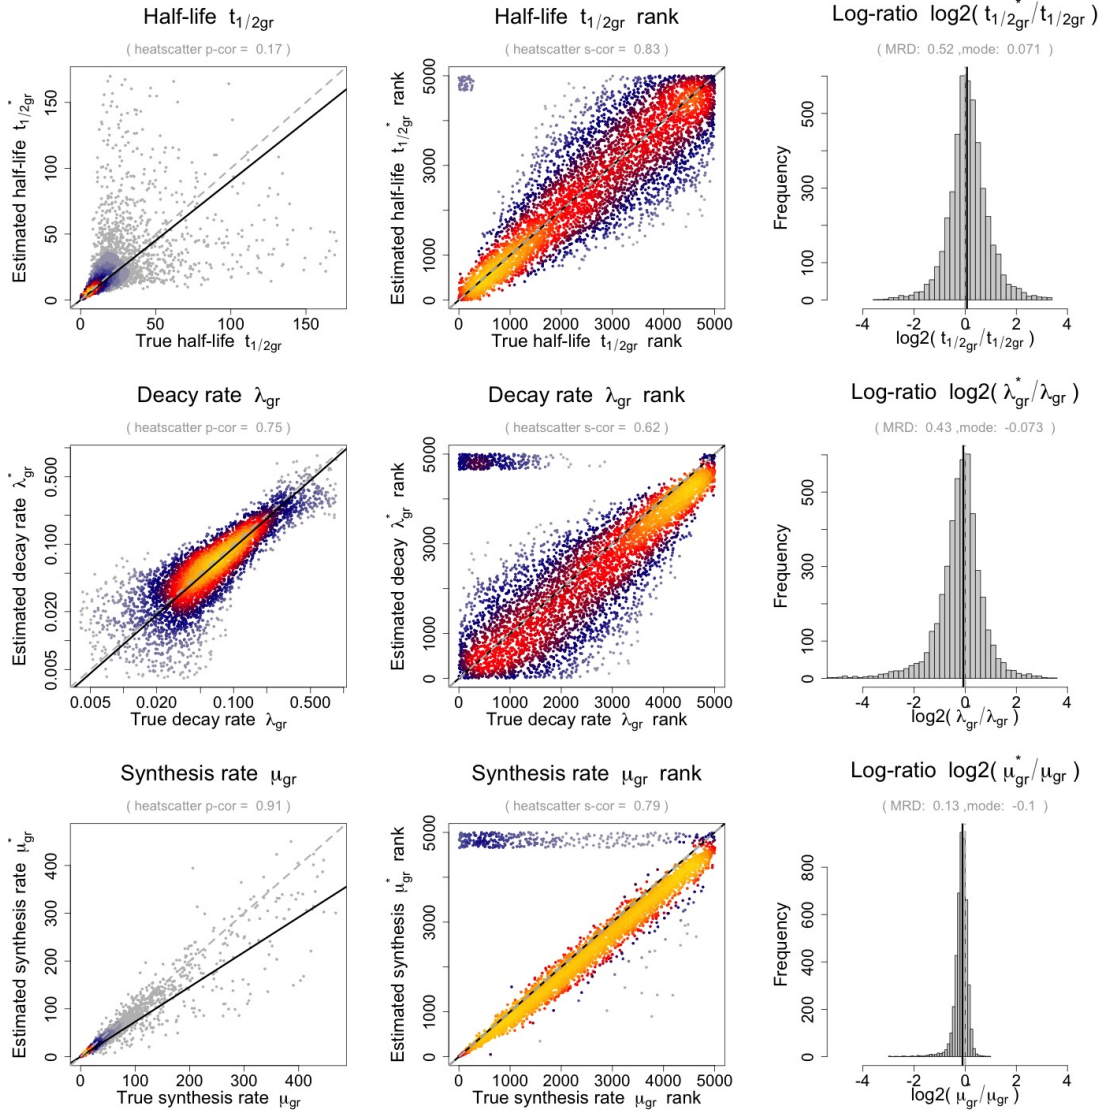 Half-life t1/2gr
( heatscatter p-cor = 0.17 )
Estimated half-life t*1/2gr
0 50 100 150
0 50 100 150
True half-life t1/2gr
Half-life t1/2gr rank
( heatscatter s-cor = 0.83 )
Estimated half-life t*1/2gr rank
0 1000 3000 5000
0 1000 2000 3000 4000 5000
True half-life t1/2gr rank
Log-ratio log2( t*1/2gr/t1/2gr )
( MRD: 0.52 ,mode: 0.071 )
Frequency
0 100 300 500
-4 -2 0 2 4
log2( t1/2gr/t1/2gr )
Deacy rate λgr
( heatscatter p-cor = 0.75 )
Estimated decay rate λ*gr
0.005 0.020 0.100 0.500
0.005 0.020 0.100 0.500
True decay rate λgr
Decay rate λgr rank
( heatscatter s-cor = 0.62 )
Estimated decay λ*gr rank
0 1000 3000 5000
0 1000 2000 3000 4000 5000
True decay rate λgr rank
Log-ratio log2( λ*gr/λgr )
( MRD: 0.43 ,mode: -0.073 )
Frequency
0 100 300 500
-4 -2 0 2 4
log2( λgr/λgr )
Synthesis rate μgr
( heatscatter p-cor = 0.91 )
Estimated synthesis rate μ*gr
0 100 200 300 400
0 100 200 300 400
True synthesis rate μgr
Synthesis rate μgr rank
( heatscatter s-cor = 0.79 )
Estimated synthesis μ*gr rank
0 1000 3000 5000
0 1000 2000 3000 4000 5000
True synthesis rate μgr rank
Log-ratio log2( μ*gr/μgr )
( MRD: 0.13 ,mode: -0.1 )
Frequency
0 200 400 600 800
-4 -2 0 2 4
log2( μgr/μgr )